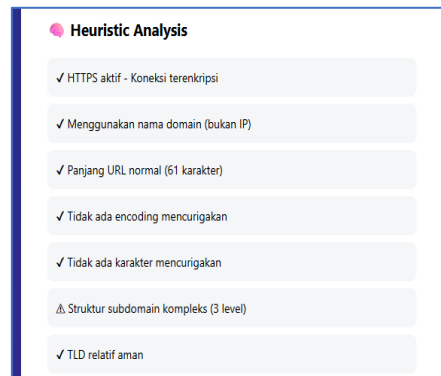 Heuristic Analysis
✓ HTTPS aktif - Koneksi terenkripsi
✓ Menggunakan nama domain (bukan IP)
✓ Panjang URL normal (61 karakter)
✓ Tidak ada encoding mencurigakan
✓ Tidak ada karakter mencurigakan
⚠ Struktur subdomain kompleks (3 level)
✓ TLD relatif aman